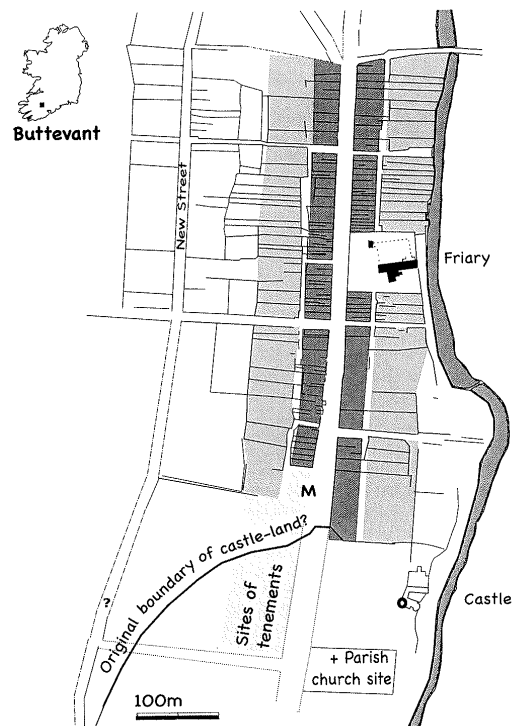 Buttevant
New Street
Friary
M
Original boundary of castle-land?
Sites of
tenements
?
Castle
+ Parish
church site
100m